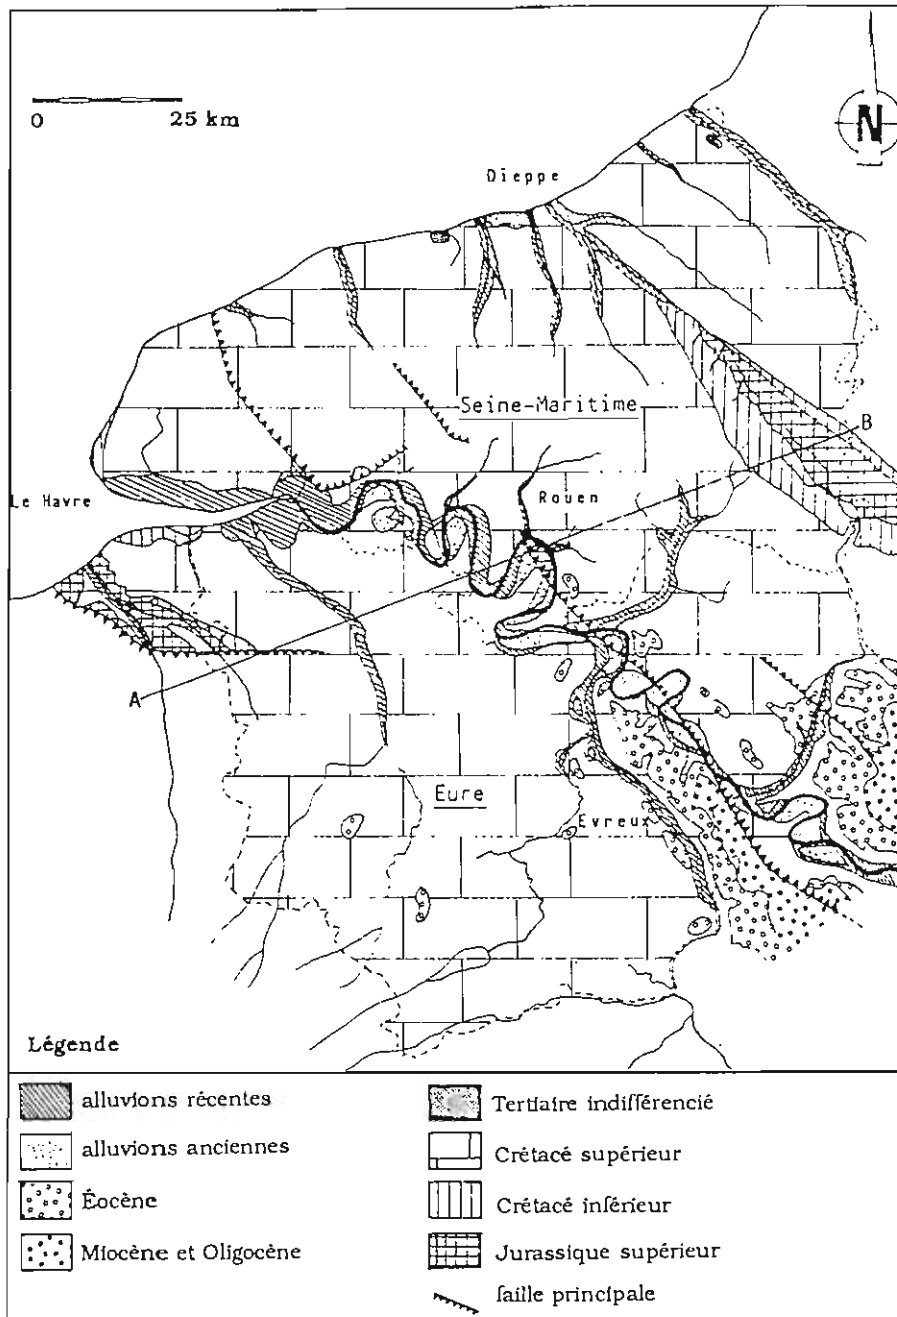 0 25 km
N
Dieppe
Seine-Maritime
B
Le Havre
Rouen
A
Eure
Evreux
Légende
alluvions récentes
alluvions anciennes
Éocène
Miocène et Oligocène
Tertiaire indifférencié
Crétacé supérieur
Crétacé inférieur
Jurassique supérieur
faille principale